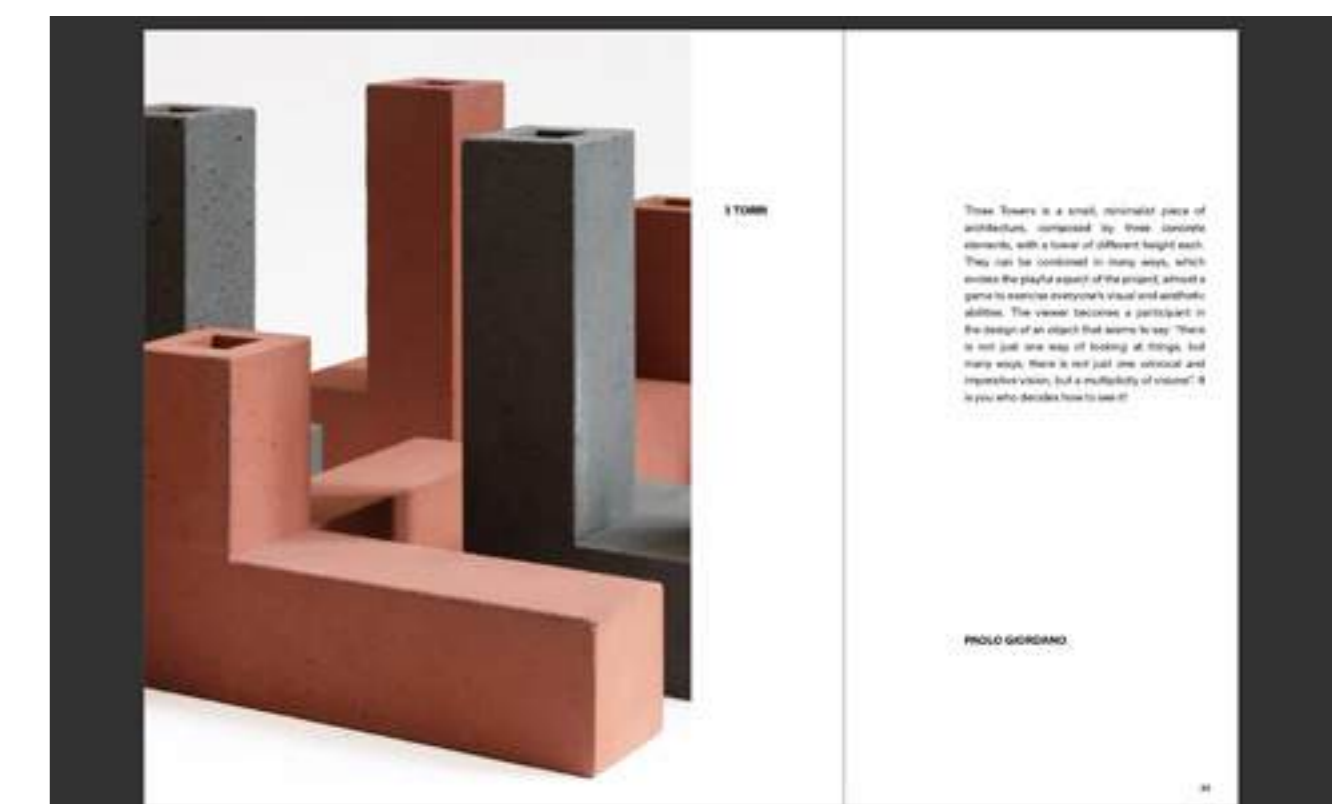 3 TORRI
Three Towers is a small, minimalist piece of
architecture, composed by three concrete
elements, with a tower of different height each.
They can be combined in many ways, which
evokes the playful aspect of the project, almost a
game to exercise everyone's visual and aesthetic
abilities. The viewer becomes a participant in
the design of an object that seems to say: "there
is not just one way of looking at things, but
many ways, there is not just one univocal and
imperative vision, but a multiplicity of visions". It
is you who decides how to see it!
PAOLO GIORDANO